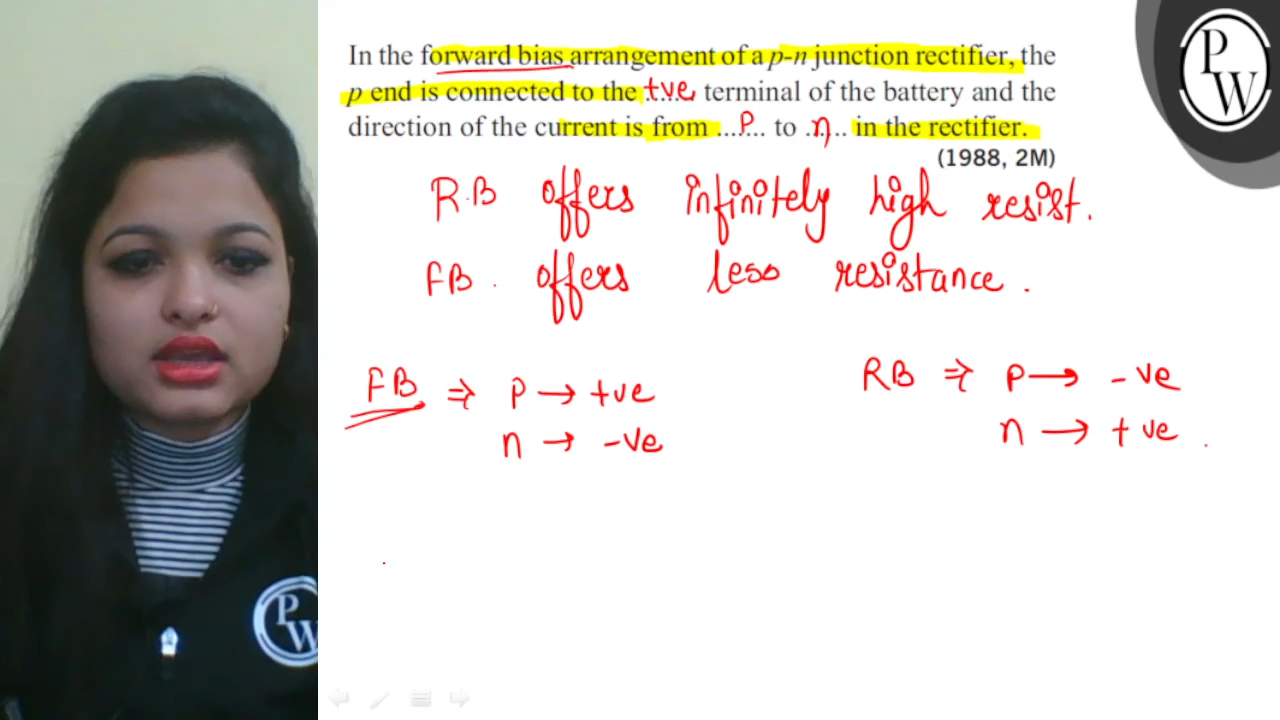 In the forward bias arrangement of a p-n junction rectifier, the
p end is connected to the +ve terminal of the battery and the
direction of the current is from ....P... to ..n.. in the rectifier.
(1988, 2M)
R.B offers infinitely high resist.
FB. offers less resistance.
FB ⇒ P → +ve
n → -ve
RB ⇒ P → -ve
n → +ve
P
W
P
W